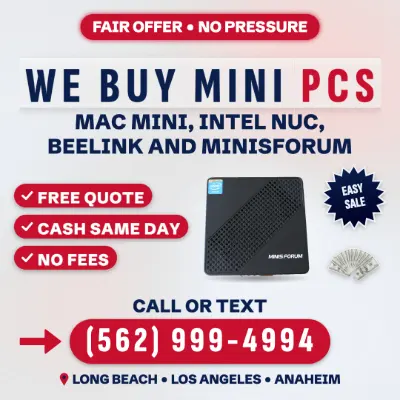 FAIR OFFER • NO PRESSURE
WE BUY MINI PCS
MAC MINI, INTEL NUC,
BEELINK AND MINISFORUM
✓ FREE QUOTE
✓ CASH SAME DAY
✓ NO FEES
MINISFORUM
EASY
SALE
CALL OR TEXT
(562) 999-4994
LONG BEACH • LOS ANGELES • ANAHEIM